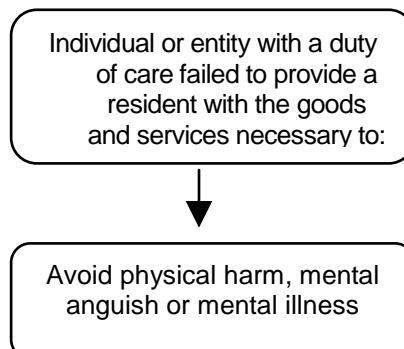 Individual or entity with a duty
of care failed to provide a
resident with the goods
and services necessary to:
Avoid physical harm, mental
anguish or mental illness